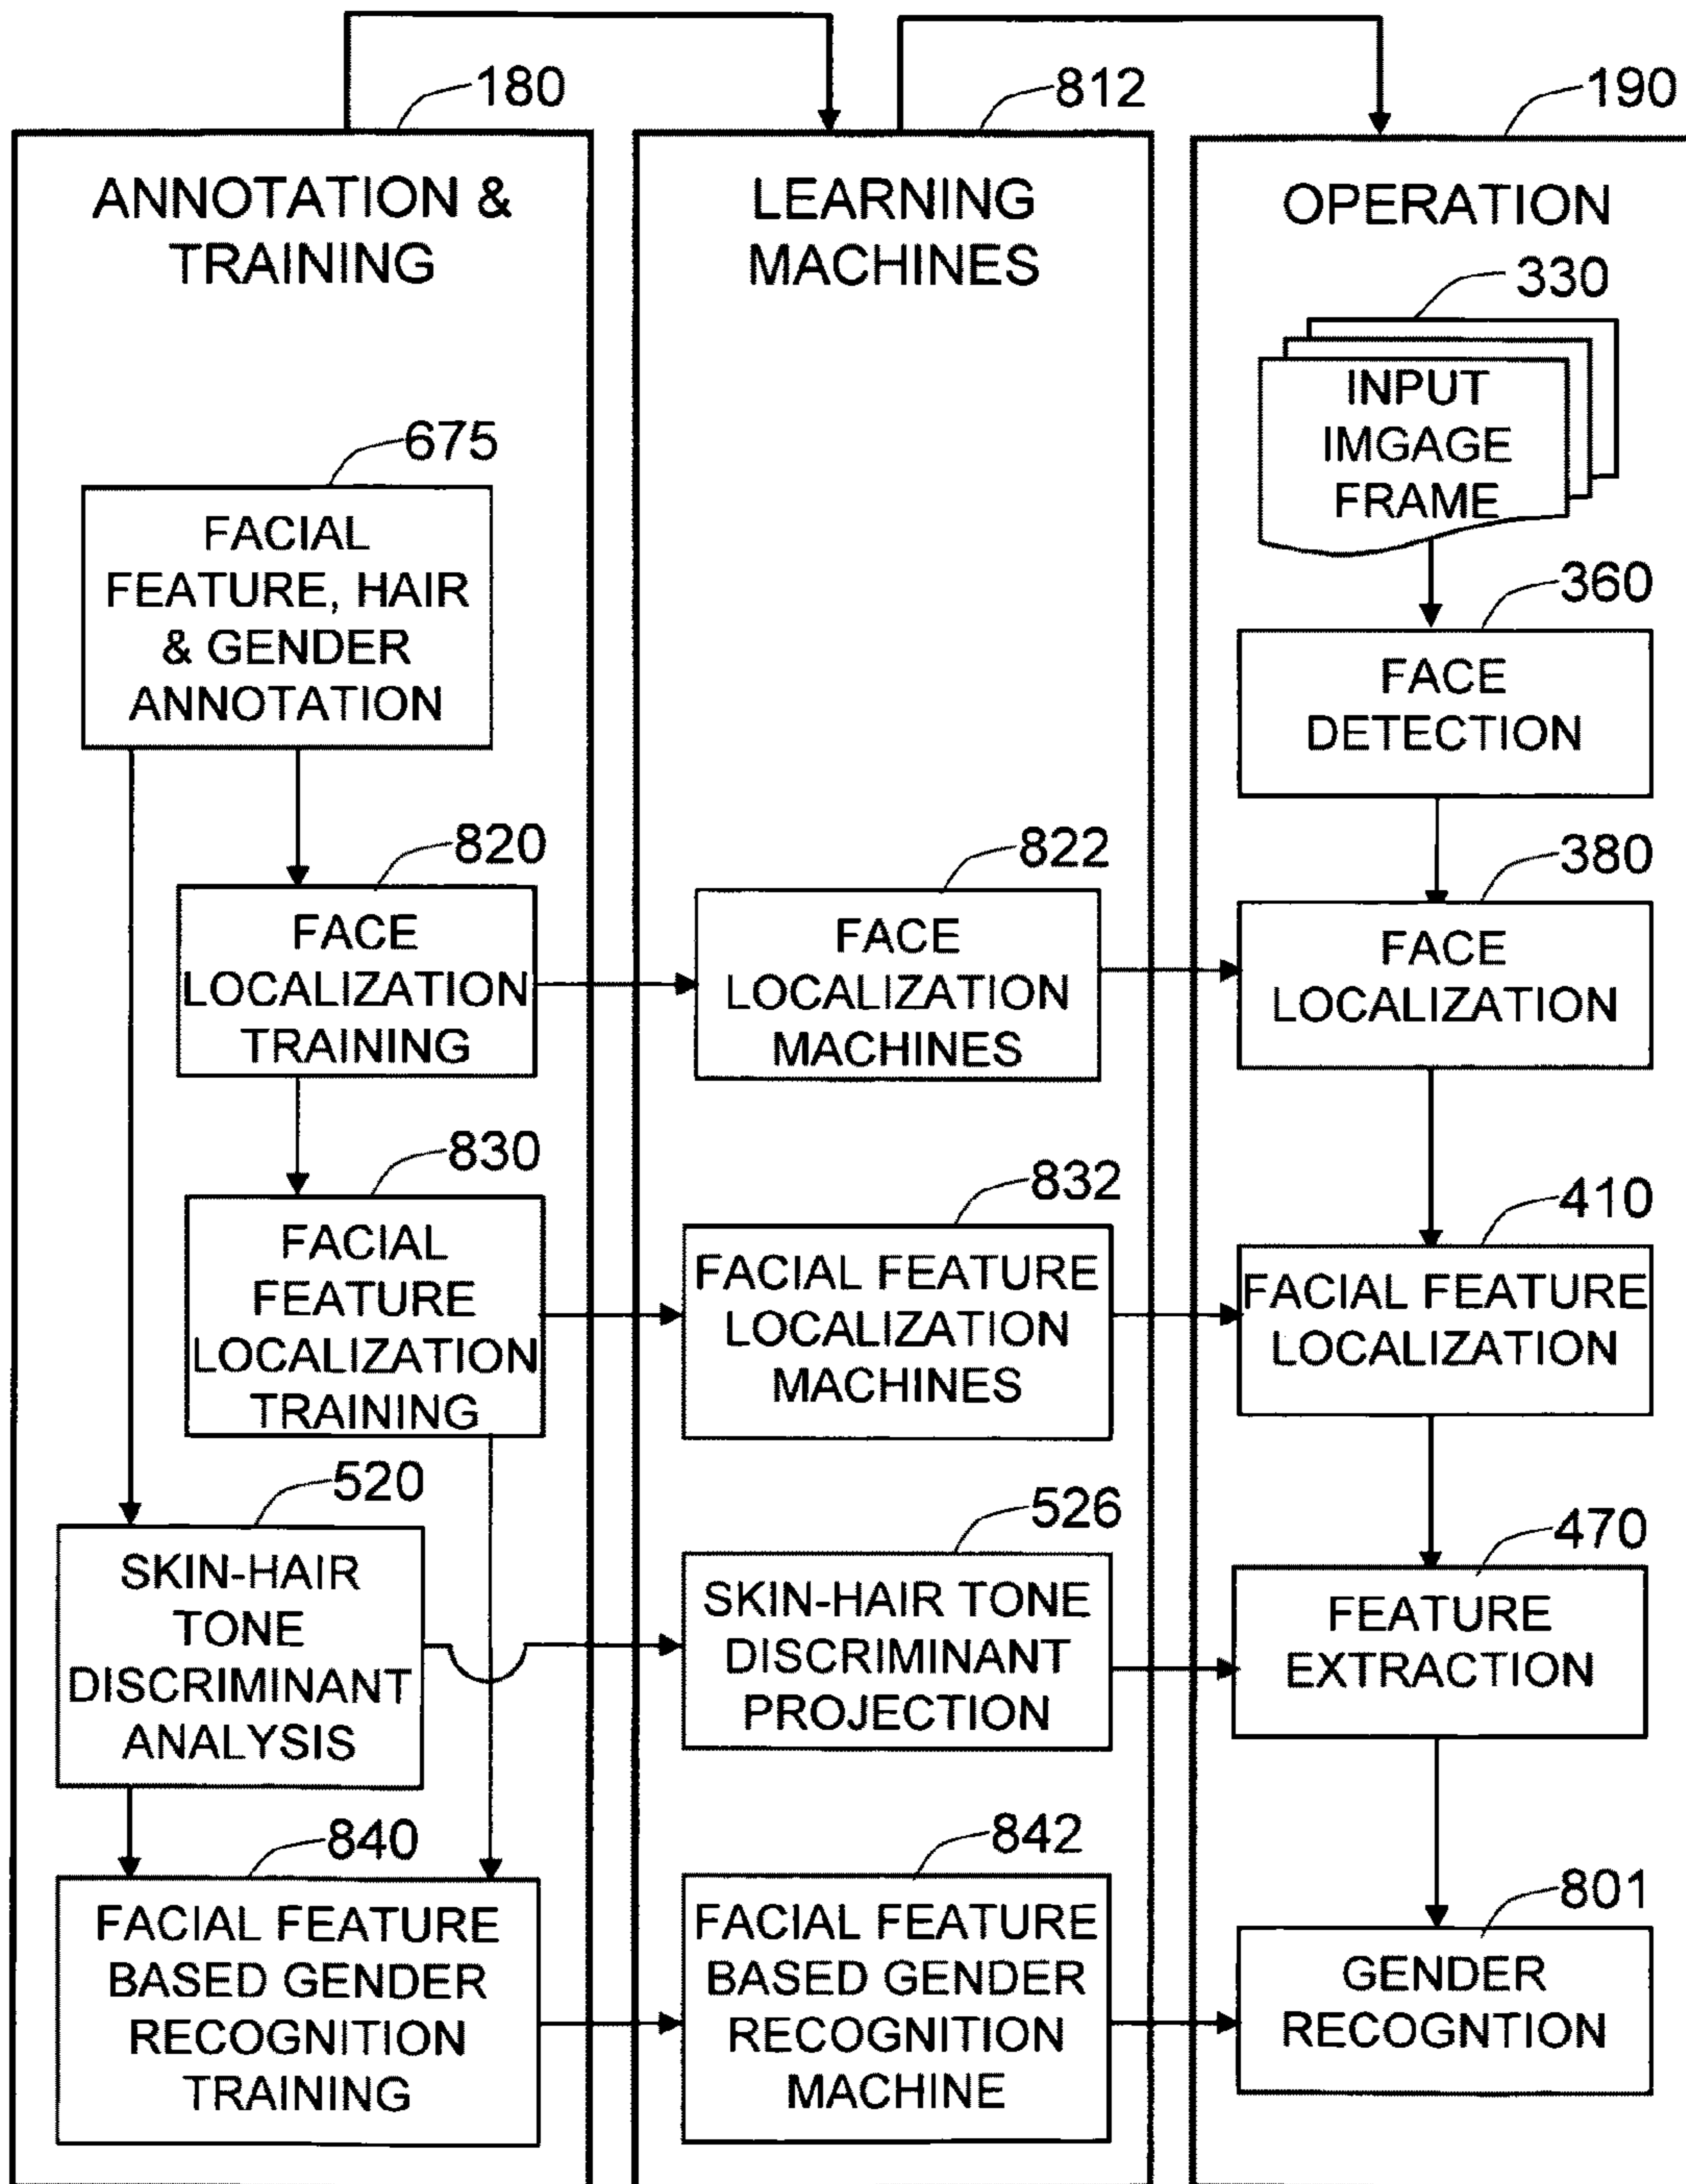 180
ANNOTATION &
TRAINING
675
FACIAL
FEATURE, HAIR
& GENDER
ANNOTATION
820
FACE
LOCALIZATION
TRAINING
830
FACIAL
FEATURE
LOCALIZATION
TRAINING
520
SKIN-HAIR
TONE
DISCRIMINANT
ANALYSIS
840
FACIAL FEATURE
BASED GENDER
RECOGNITION
TRAINING
812
LEARNING
MACHINES
822
FACE
LOCALIZATION
MACHINES
832
FACIAL FEATURE
LOCALIZATION
MACHINES
526
SKIN-HAIR TONE
DISCRIMINANT
PROJECTION
842
FACIAL FEATURE
BASED GENDER
RECOGNITION
MACHINE
190
OPERATION
330
INPUT
IMGAGE
FRAME
360
FACE
DETECTION
380
FACE
LOCALIZATION
410
FACIAL FEATURE
LOCALIZATION
470
FEATURE
EXTRACTION
801
GENDER
RECOGNTION